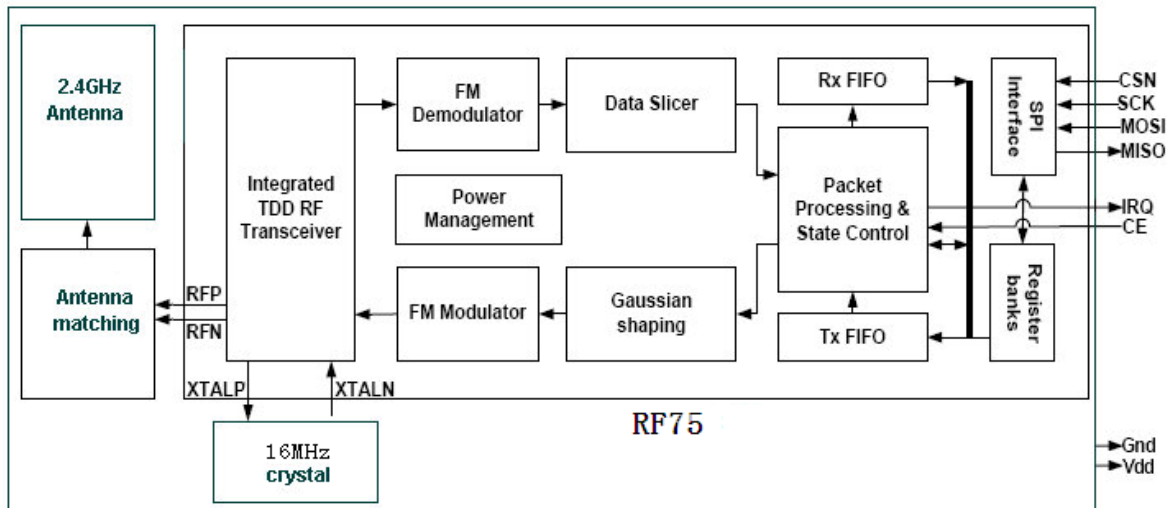 2.4GHz
Antenna
Antenna
matching
RFP
RFN
XTALP
XTALN
16MHz
crystal
Integrated
TDD RF
Transceiver
FM
Demodulator
Data Slicer
Power
Management
FM Modulator
Gaussian
shaping
Rx FIFO
Packet
Processing &
State Control
Tx FIFO
SPI
Interface
Register
banks
CSN
SCK
MOSI
MISO
IRQ
CE
RF75
Gnd
Vdd